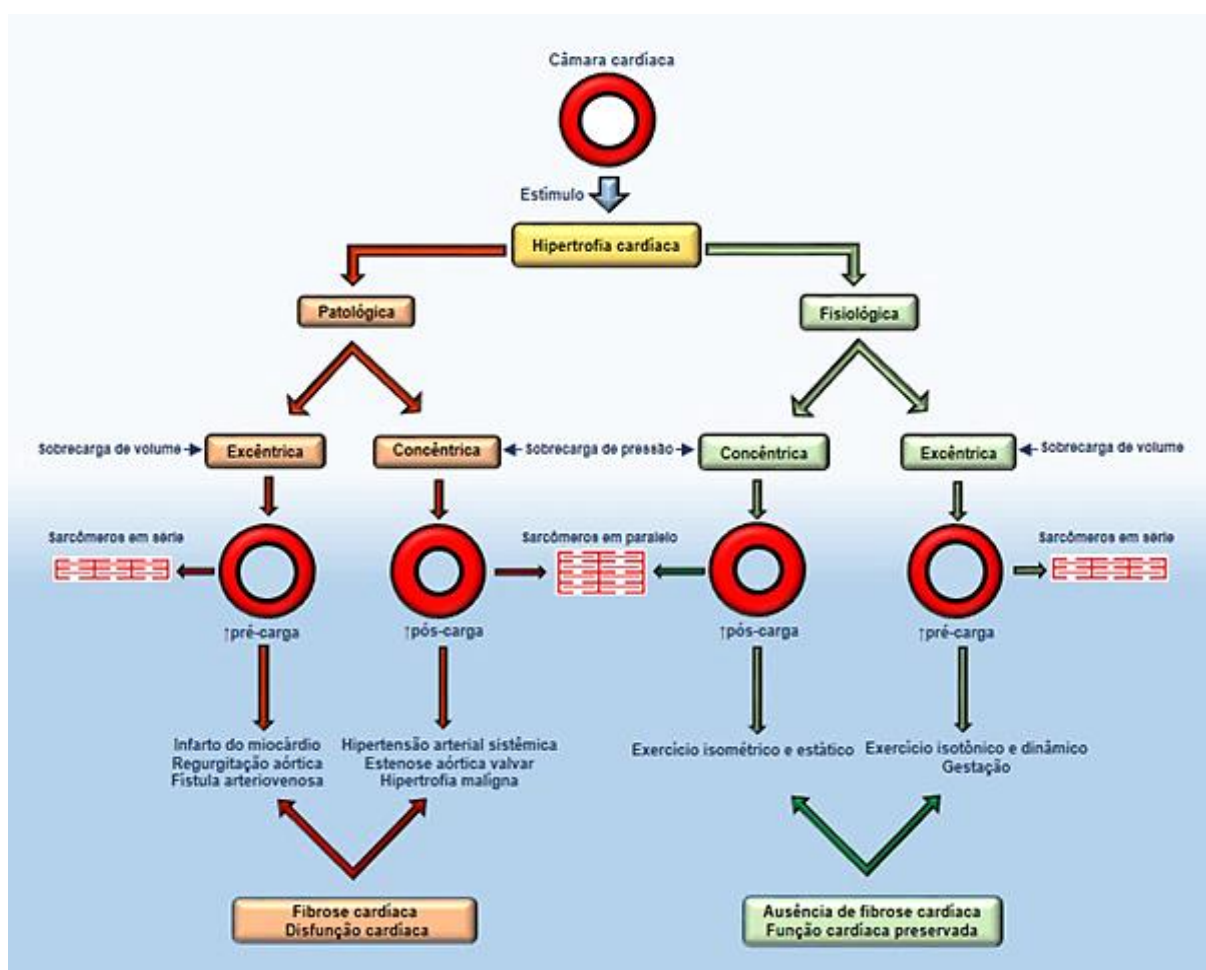 Câmara cardíaca
Estímulo
Hipertrofia cardíaca
Patológica
Fisiológica
Sobrecarga de volume
Excêntrica
Concêntrica
Sobrecarga de pressão
Concêntrica
Excêntrica
Sobrecarga de volume
Sarcômeros em série
Sarcômeros em paralelo
Sarcômeros em série
↑pré-carga
↑pós-carga
↑pós-carga
↑pré-carga
Infarto do miocárdio
Regurgitação aórtica
Fístula arteriovenosa
Hipertensão arterial sistêmica
Estenose aórtica valvar
Hipertrofia maligna
Exercício isométrico e estático
Exercício isotônico e dinâmico
Gestação
Fibrose cardíaca
Disfunção cardíaca
Ausência de fibrose cardíaca
Função cardíaca preservada